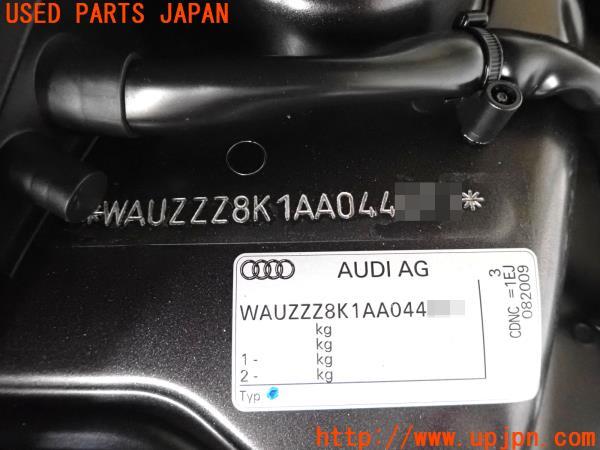 USED PARTS JAPAN
*WAUZZZ8K1AA044 *
AUDI AG
WAUZZZ8K1AA044
kg
kg
1 - kg
2 - kg
Typ
3
CDNC =1EJ
082009
http://www.upjpn.com